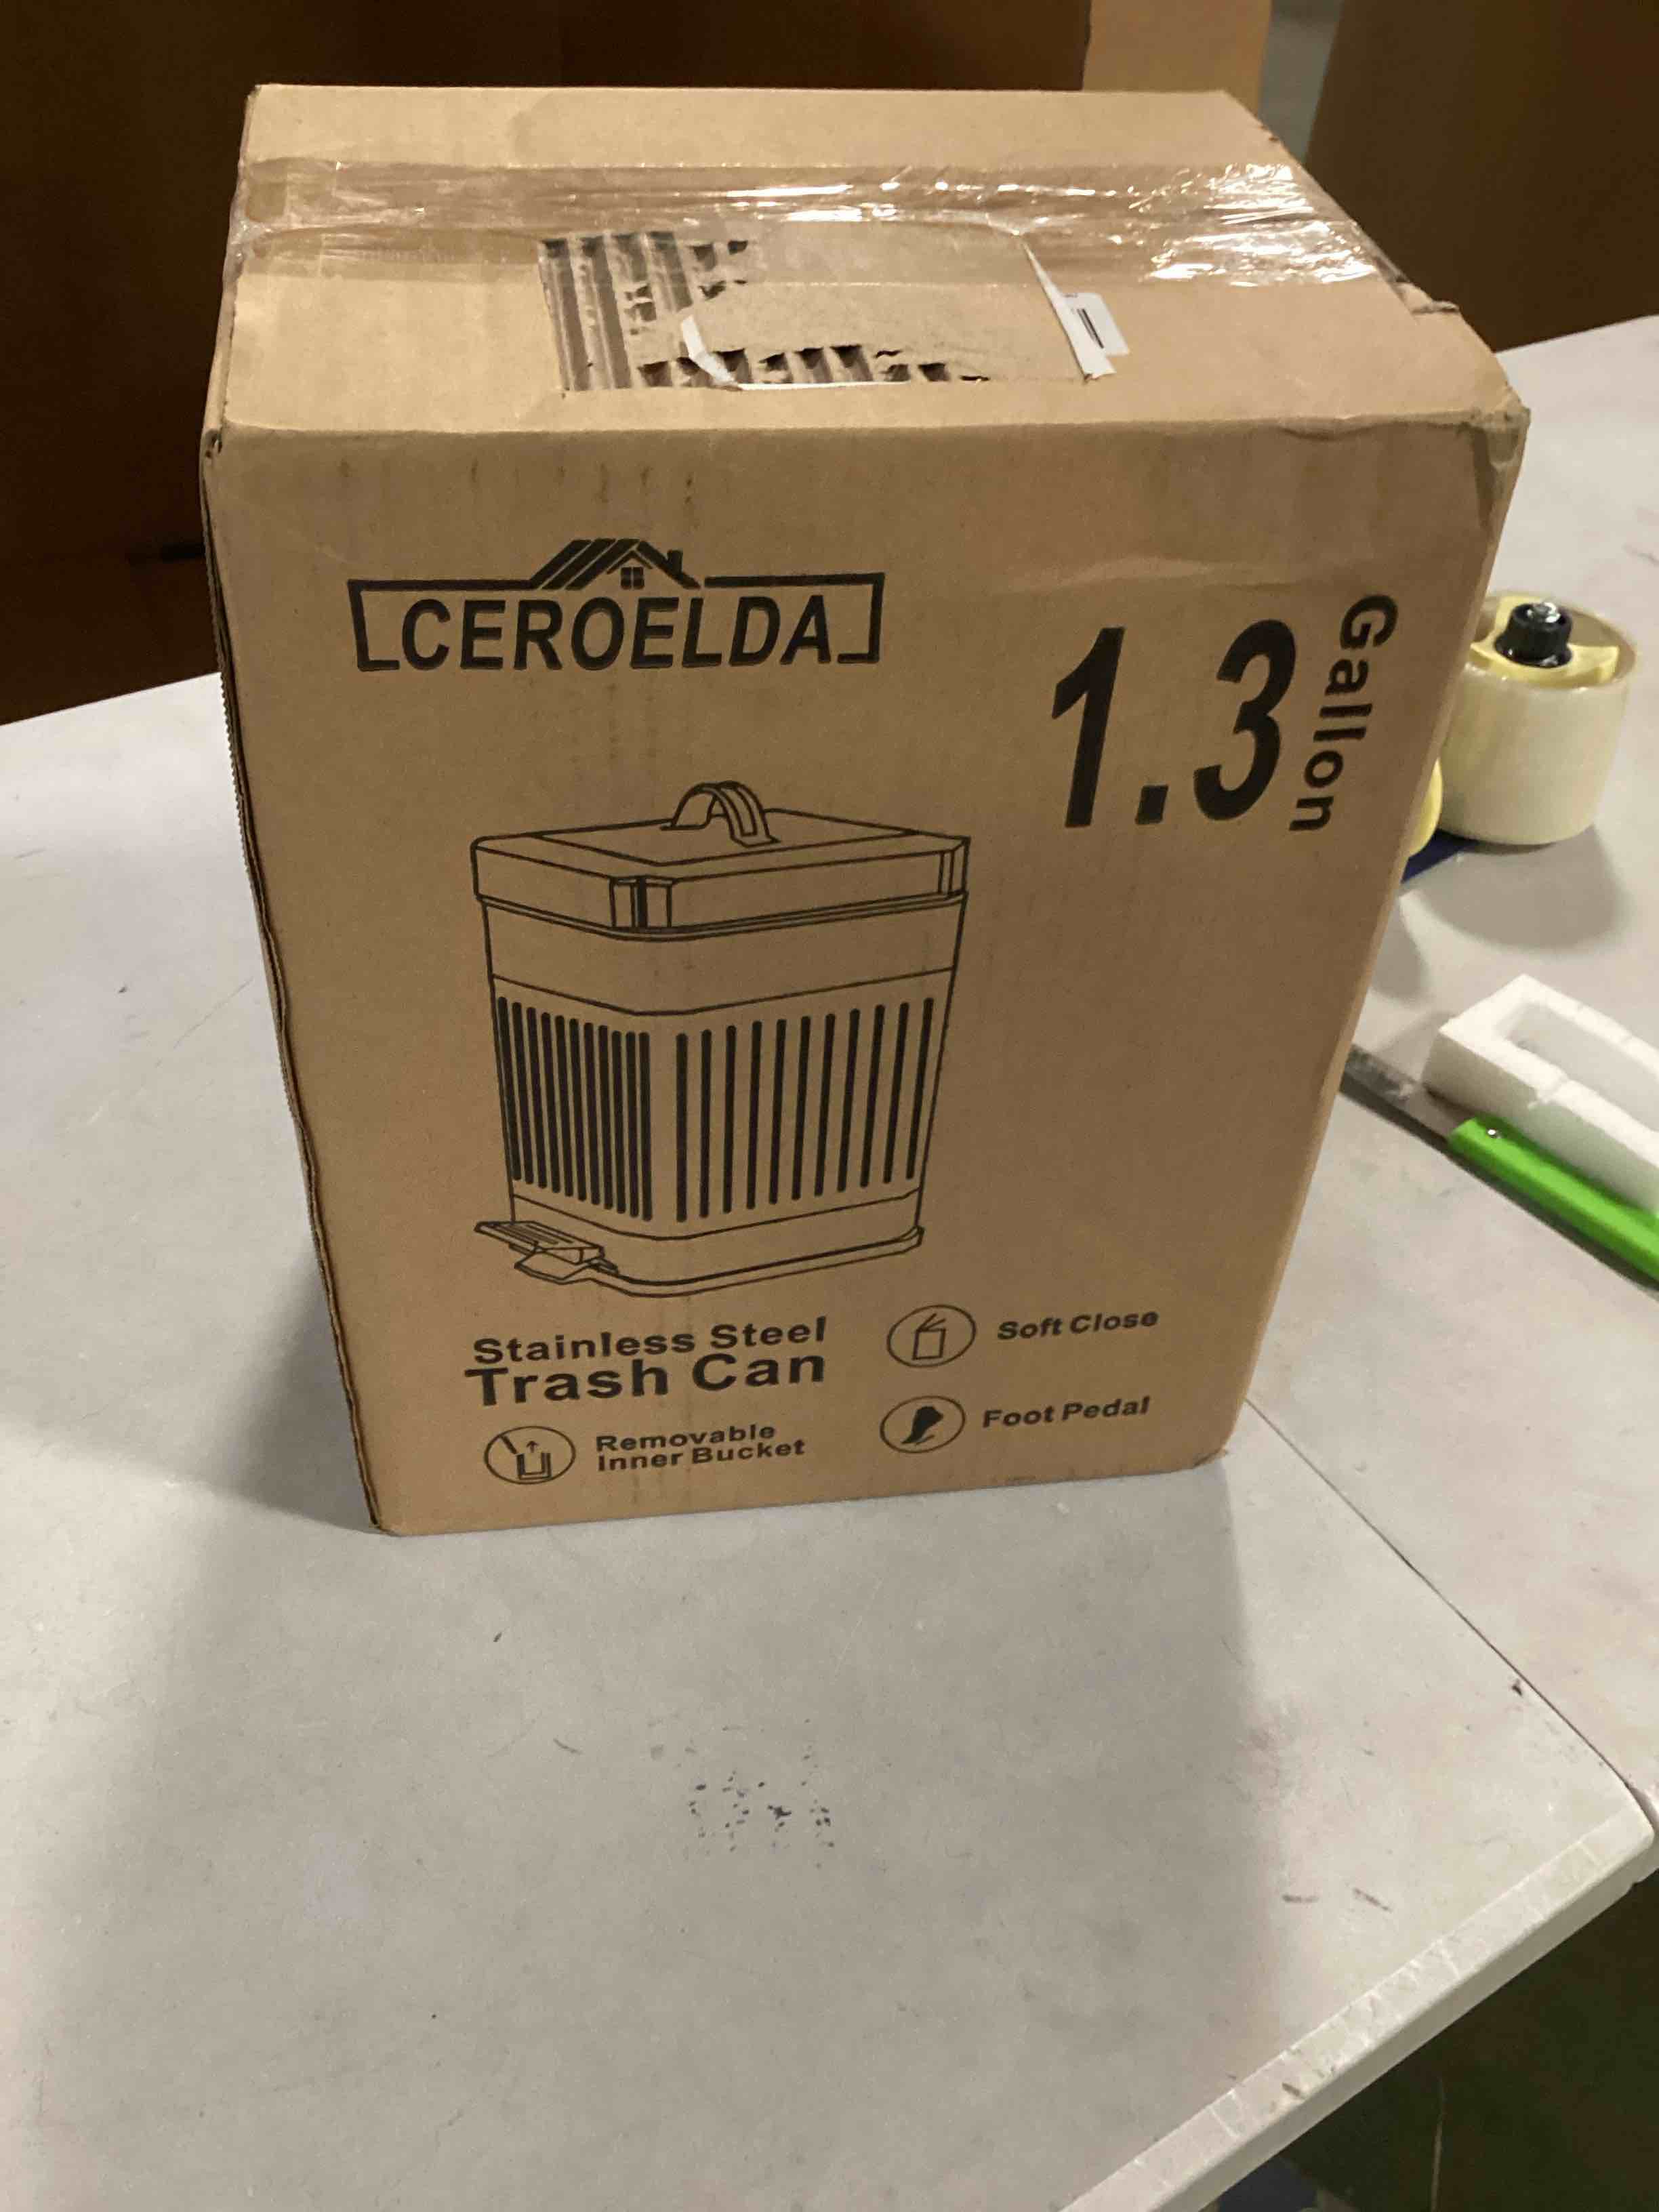 CEROELDA
1.3
Gallon
Stainless Steel
Trash Can
Soft Close
Removable
Inner Bucket
Foot Pedal